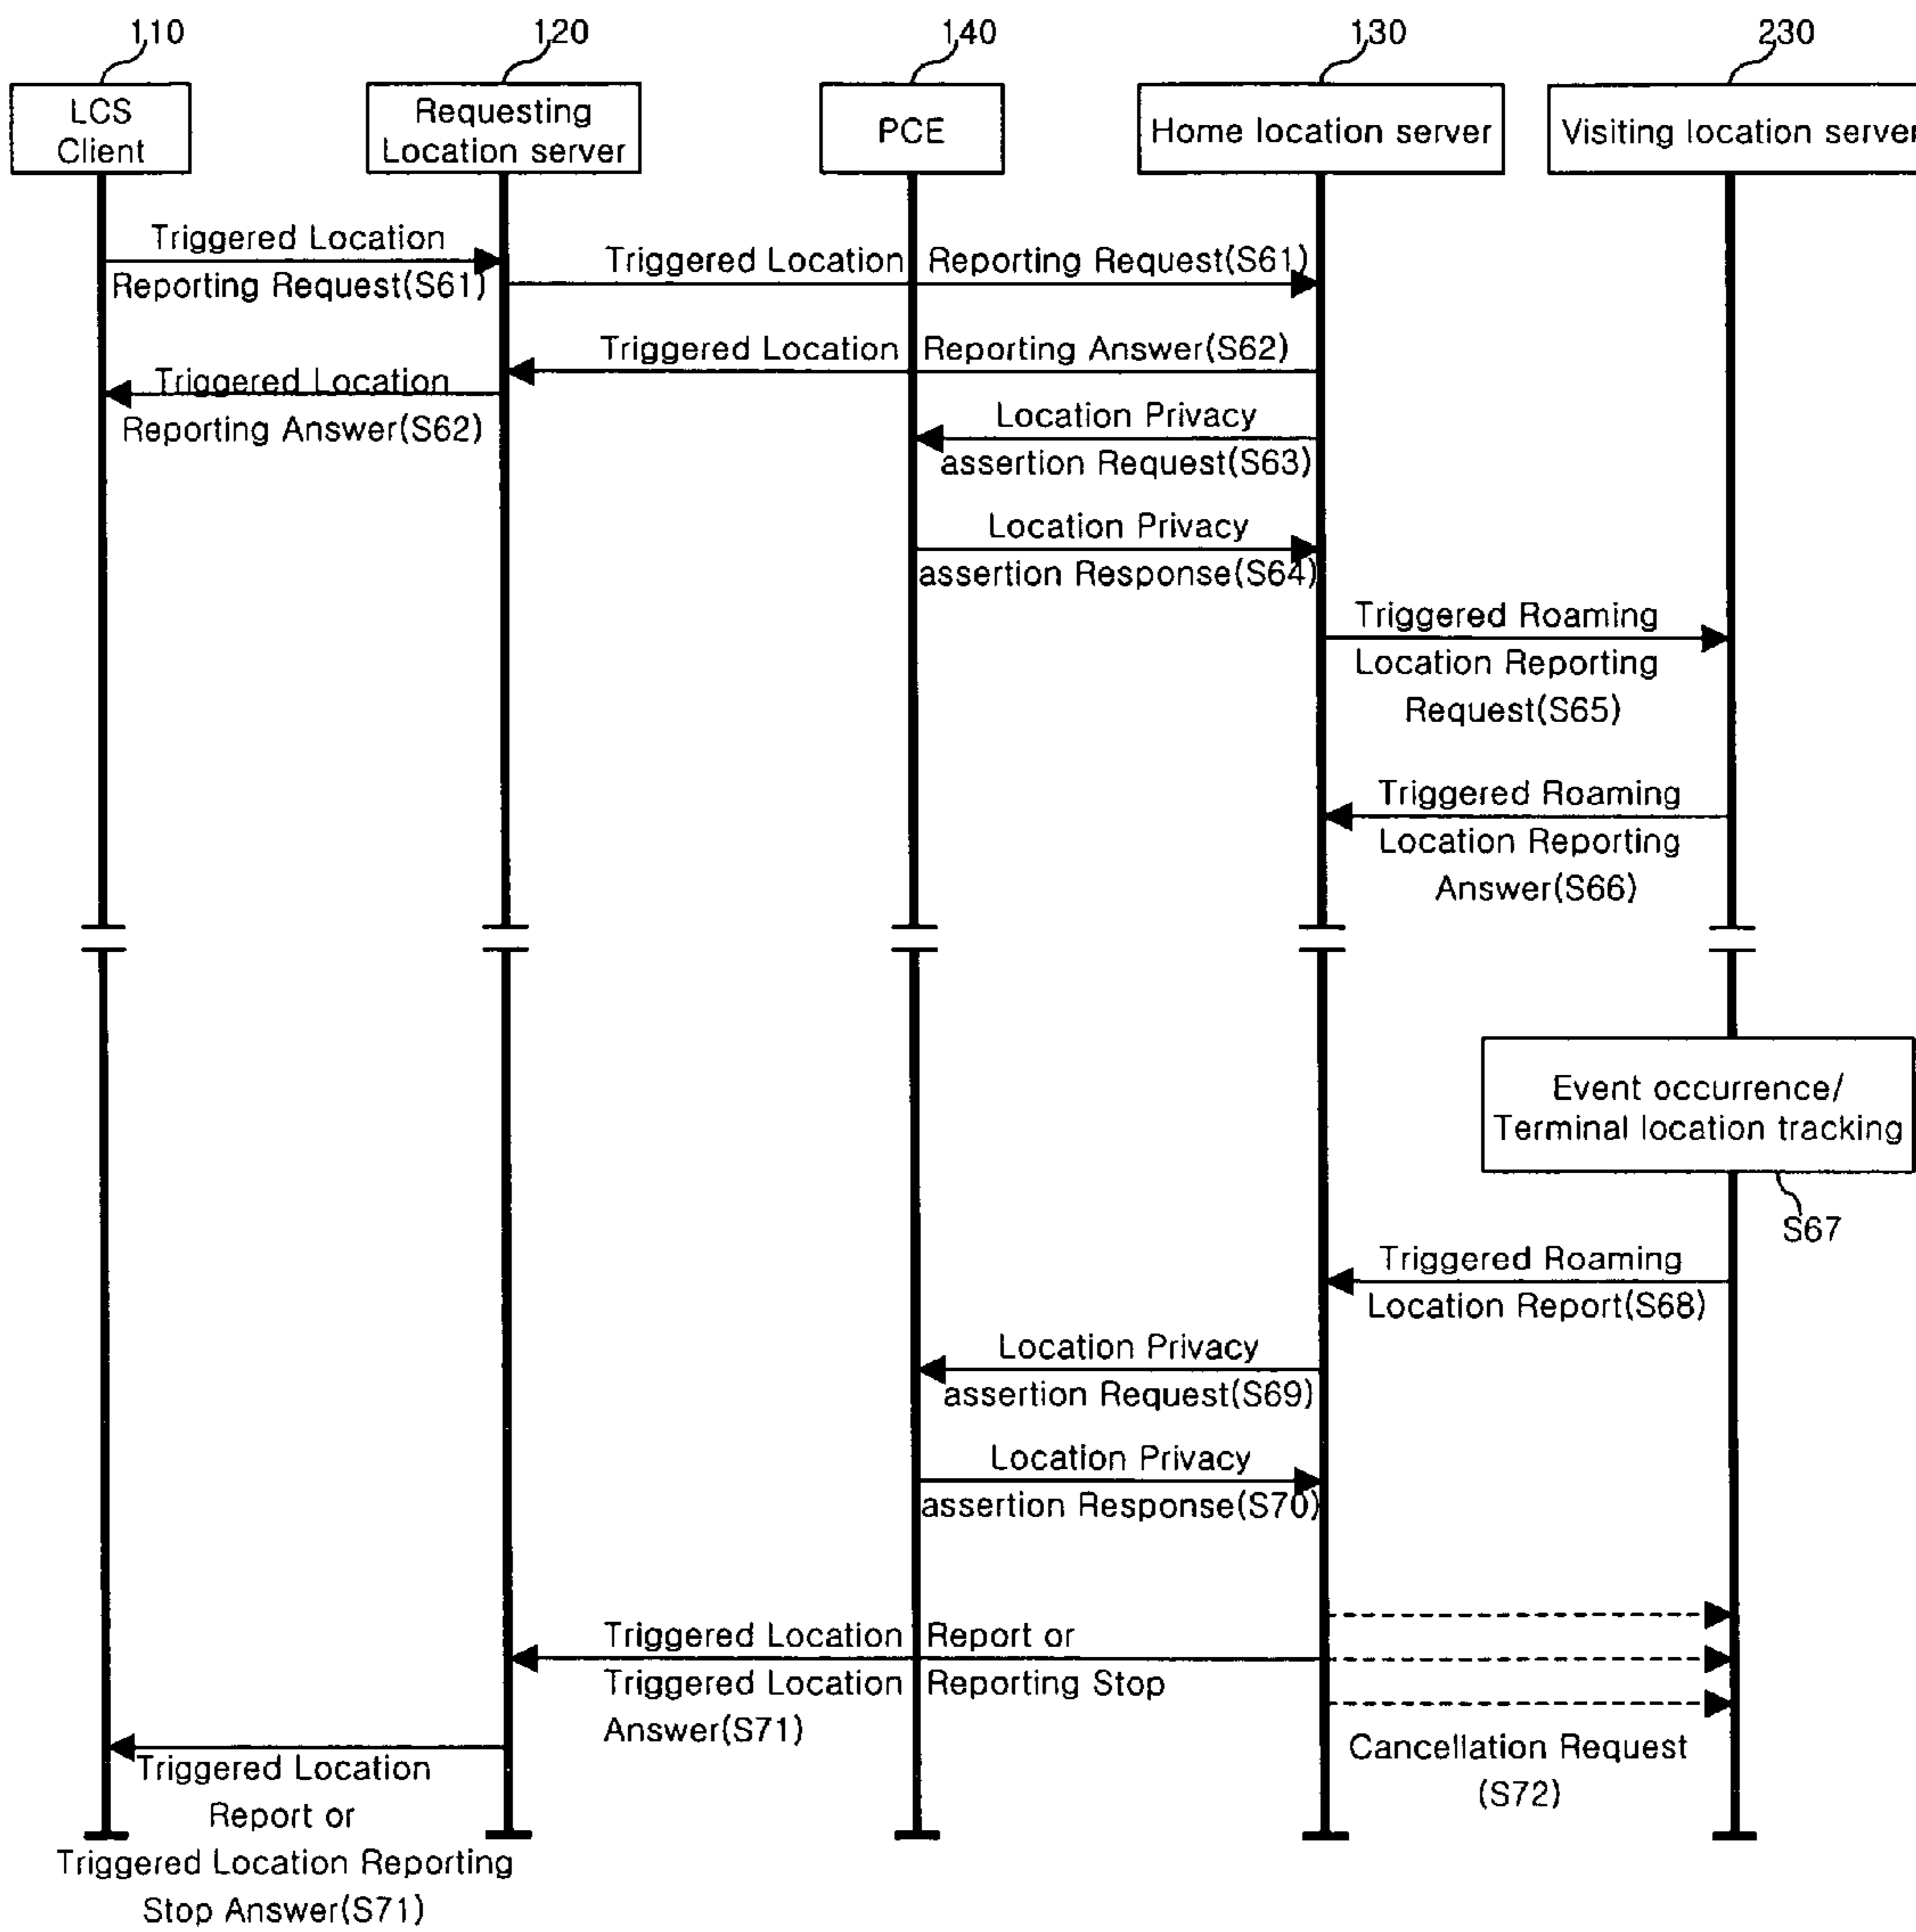 110
120
140
130
230
LCS
Client
Requesting
Location server
PCE
Home location server
Visiting location server
Triggered Location
Reporting Request(S61)
Triggered Location Reporting Request(S61)
Triggered Location Reporting Answer(S62)
Triggered Location
Reporting Answer(S62)
Location Privacy
assertion Request(S63)
Location Privacy
assertion Response(S64)
Triggered Roaming
Location Reporting
Request(S65)
Triggered Roaming
Location Reporting
Answer(S66)
Event occurrence/
Terminal location tracking
S67
Triggered Roaming
Location Report(S68)
Location Privacy
assertion Request(S69)
Location Privacy
assertion Response(S70)
Triggered Location Report or
Triggered Location Reporting Stop
Answer(S71)
Cancellation Request
(S72)
Triggered Location
Report or
Triggered Location Reporting
Stop Answer(S71)